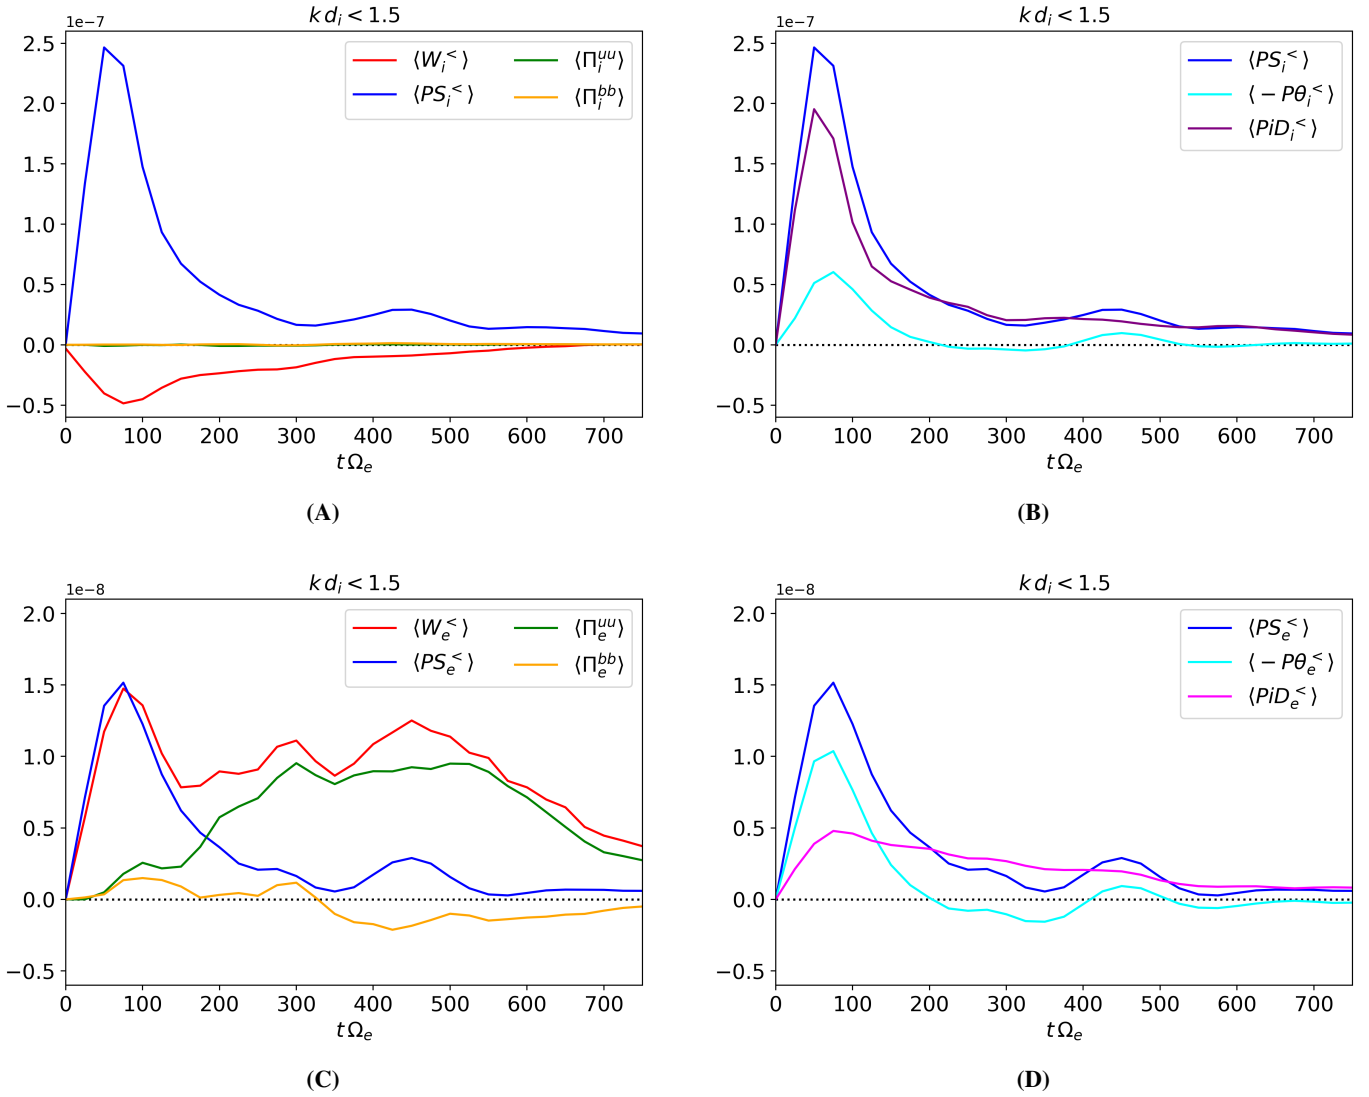 1e−7
k d_i < 1.5
2.5
2.0
1.5
1.0
0.5
0.0
−0.5
⟨W_i^<⟩ ⟨Π_i^{uu}⟩
⟨PS_i^<⟩ ⟨Π_i^{bb}⟩
0 100 200 300 400 500 600 700
t Ω_e
(A)
1e−7
k d_i < 1.5
2.5
2.0
1.5
1.0
0.5
0.0
−0.5
⟨PS_i^<⟩
⟨−Pθ_i^<⟩
⟨PiD_i^<⟩
0 100 200 300 400 500 600 700
t Ω_e
(B)
1e−8
k d_i < 1.5
2.0
1.5
1.0
0.5
0.0
−0.5
⟨W_e^<⟩ ⟨Π_e^{uu}⟩
⟨PS_e^<⟩ ⟨Π_e^{bb}⟩
0 100 200 300 400 500 600 700
t Ω_e
(C)
1e−8
k d_i < 1.5
2.0
1.5
1.0
0.5
0.0
−0.5
⟨PS_e^<⟩
⟨−Pθ_e^<⟩
⟨PiD_e^<⟩
0 100 200 300 400 500 600 700
t Ω_e
(D)